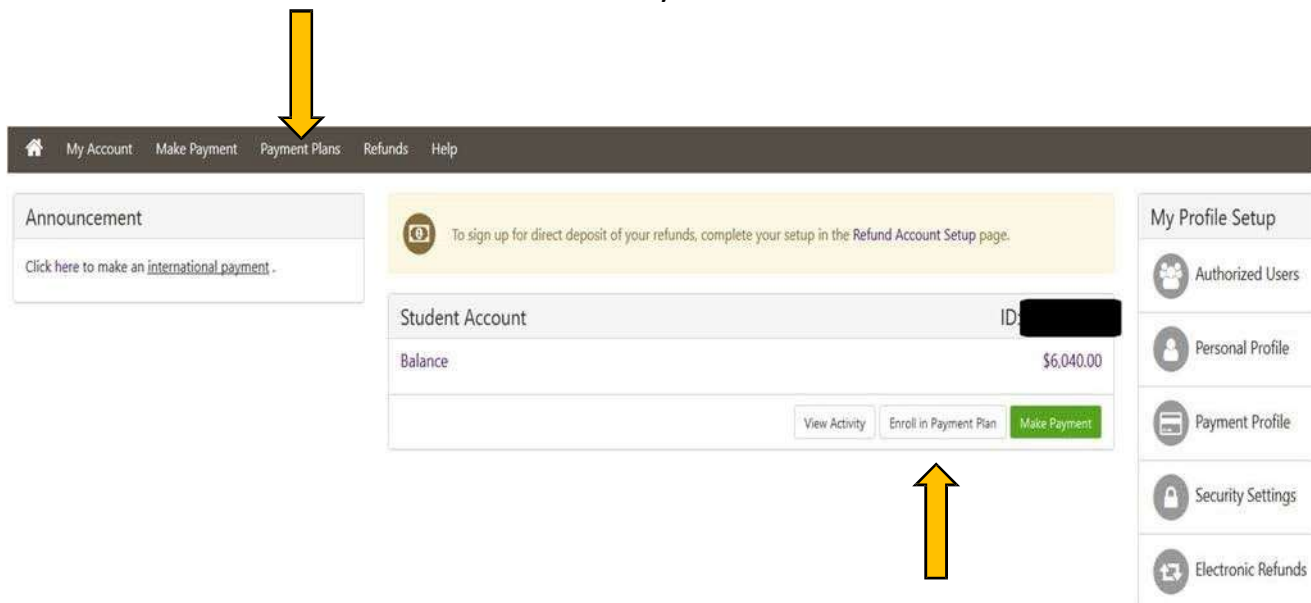 My Account Make Payment Payment Plans Refunds Help
Announcement
Click here to make an international payment .
To sign up for direct deposit of your refunds, complete your setup in the Refund Account Setup page.
Student Account ID:
Balance $6,040.00
View Activity Enroll in Payment Plan Make Payment
My Profile Setup
Authorized Users
Personal Profile
Payment Profile
Security Settings
Electronic Refunds